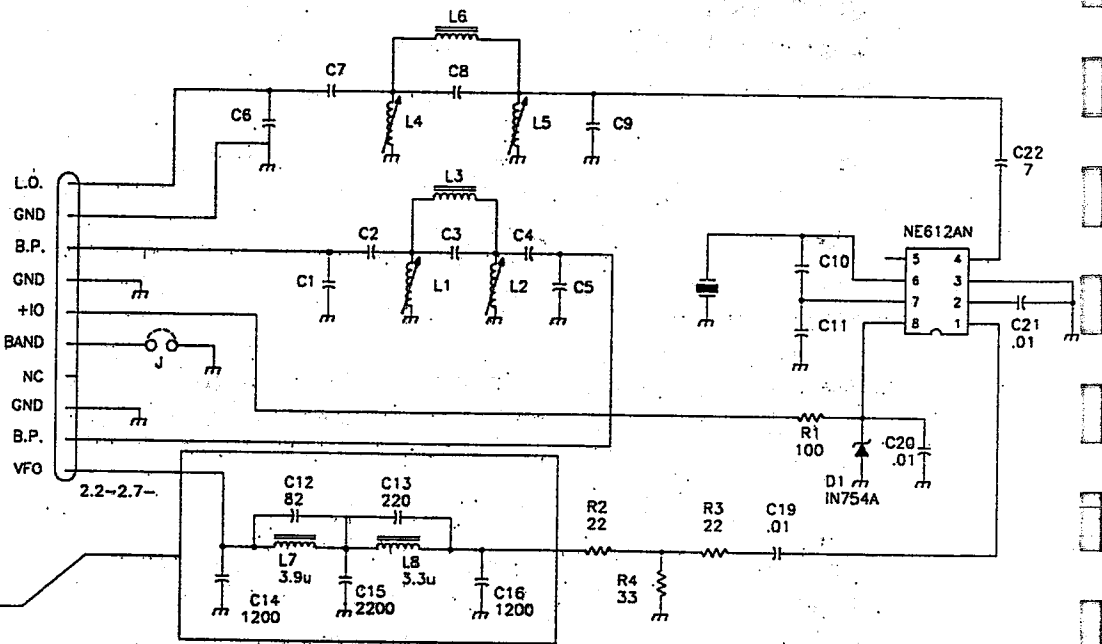 L6
C7
C8
C6
L4
L5
C9
C22
7
L.O.
GND
B.P.
GND
+10
BAND
NC
GND
B.P.
VFO
L3
C2
C3
C4
C1
L1
L2
C5
J
NE612AN
5
4
6
3
7
2
8
1
C10
C11
C21
.01
R1
100
C20
.01
D1
IN754A
2.2-2.7-
C12
82
C13
220
L7
3.9u
L8
3.3u
C14
1200
C15
2200
C16
1200
R2
22
R3
22
C19
.01
R4
33